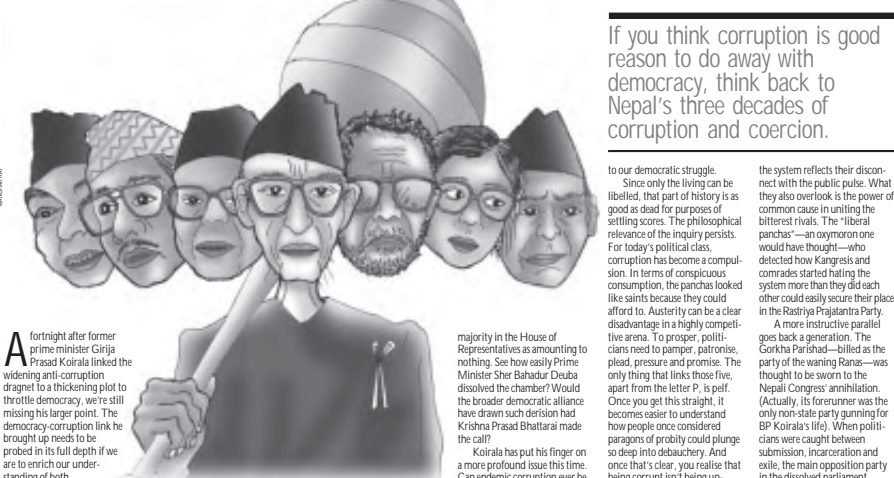 If you think corruption is good
reason to do away with
democracy, think back to
Nepal's three decades of
corruption and coercion.
A fortnight after former
prime minister Girija
Prasad Koirala linked the
widening anti-corruption
dragnet to a thickening plot to
throttle democracy, we're still
missing his larger point. The
democracy-corruption link he
brought up needs to be
probed in its full depth if we
are to enrich our under-
standing of both.
majority in the House of
Representatives as amounting to
nothing. See how easily Prime
Minister Sher Bahadur Deuba
dissolved the chamber? Would
the broader democratic alliance
have drawn such derision had
Krishna Prasad Bhattarai made
the call?
Koirala has put his finger on
a more profound issue this time.
Can endemic corruption ever be
to our democratic struggle.
Since only the living can be
libelled, that part of history is as
good as dead for purposes of
settling scores. The philosophical
relevance of the inquiry persists.
For today's political class,
corruption has become a compul-
sion. In terms of conspicuous
consumption, the panchas looked
like saints because they could
afford to. Austerity can be a clear
disadvantage in a highly competi-
tive arena. To prosper, politi-
cians need to pamper, patronise,
plead, pressure and promise. The
only thing that links those five,
apart from the letter P, is pelf.
Once you get this straight, it
becomes easier to understand
how people once considered
paragons of probity could plunge
so deep into debauchery. And
once that's clear, you realise that
being corrupt isn't being un-
the system reflects their discon-
nect with the public pulse. What
they also overlook is the power of
common cause in uniting the
bitterest rivals. The "liberal
panchas"—an oxymoron one
would have thought—who
detected how Kangresis and
comrades started hating the
system more than they did each
other could easily secure their place
in the Rastriya Prajatantra Party.
A more instructive parallel
goes back a generation. The
Gorkha Parishad—billed as the
party of the waning Ranas—was
thought to be sworn to the
Nepali Congress' annihilation.
(Actually, its forerunner was the
only non-state party gunning for
BP Koirala's life). When politi-
cians were caught between
submission, incarceration and
exile, the main opposition party
in the dissolved parliament